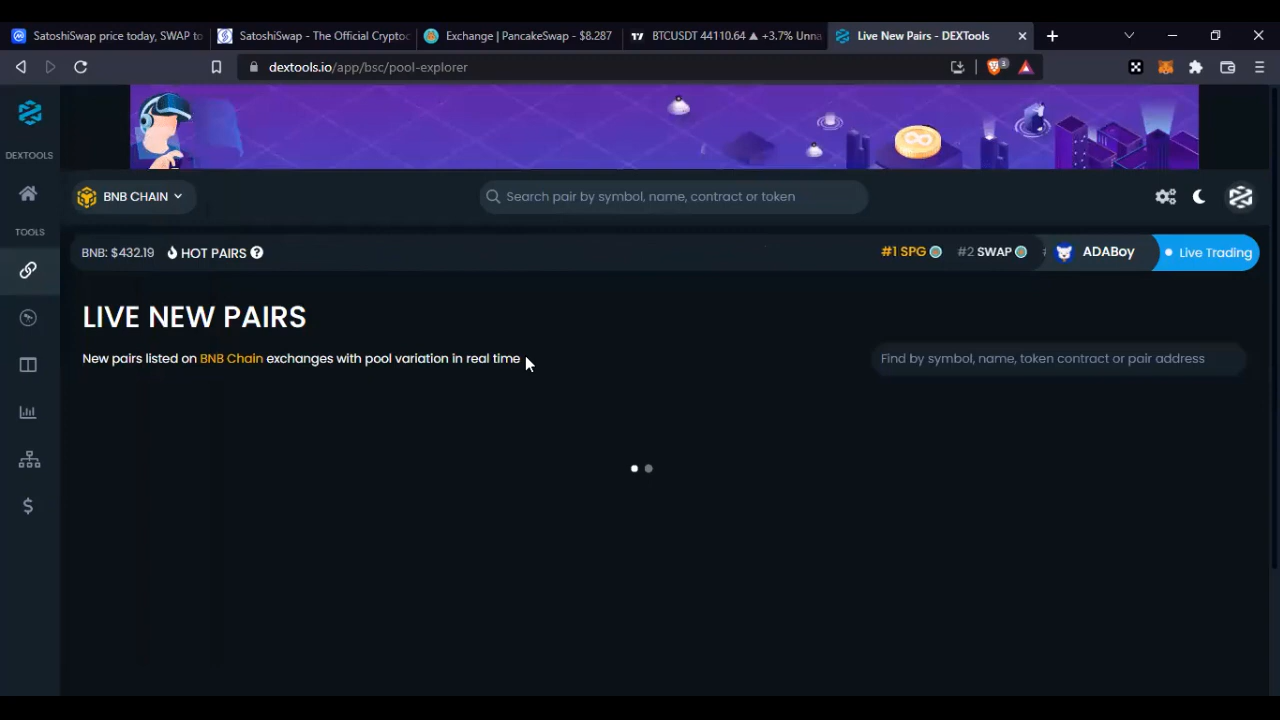 SatoshiSwap price today, SWAP to
SatoshiSwap - The Official Cryptoc
Exchange | PancakeSwap - $8.287
BTCUSDT 44110.64 ▲ +3.7% Unna
Live New Pairs - DEXTools
dextools.io/app/bsc/pool-explorer
3
DEXTOOLS
BNB CHAIN
Search pair by symbol, name, contract or token
TOOLS
BNB: $432.19
HOT PAIRS
#1 SPG
#2 SWAP
ADABoy
Live Trading
LIVE NEW PAIRS
New pairs listed on BNB Chain exchanges with pool variation in real time
Find by symbol, name, token contract or pair address